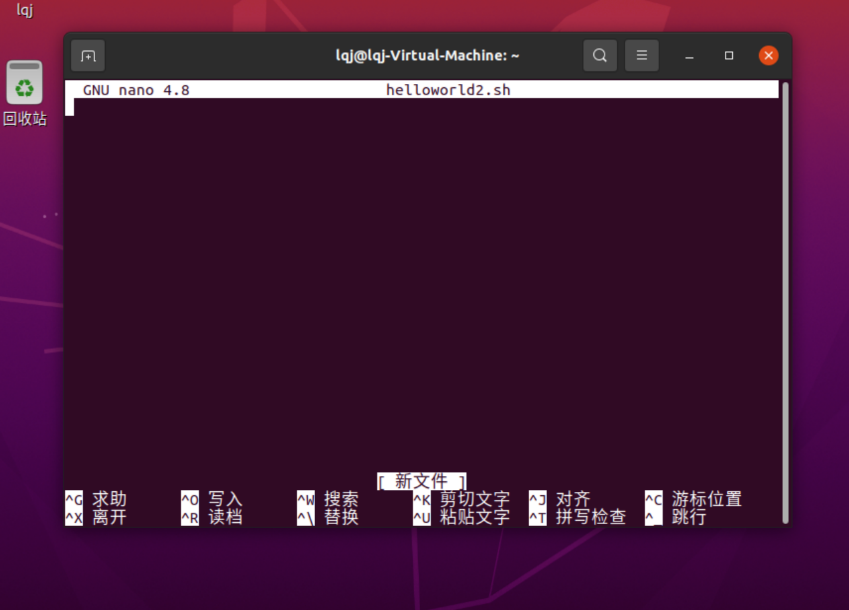 lqj
回收站
lqj@lqj-Virtual-Machine: ~
GNU nano 4.8 helloworld2.sh
[ 新文件 ]
^G 求助 ^O 写入 ^W 搜索 ^K 剪切文字 ^J 对齐 ^C 游标位置
^X 离开 ^R 读档 ^\ 替换 ^U 粘贴文字 ^T 拼写检查 ^_ 跳行